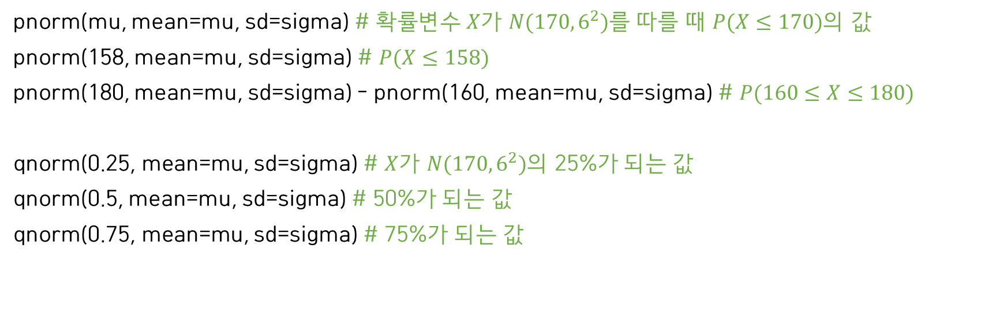 pnorm(mu, mean=mu, sd=sigma) # 확률변수 𝑋가 𝑁(170, 6²)를 따를 때 𝑃(𝑋 ≤ 170)의 값
pnorm(158, mean=mu, sd=sigma) # 𝑃(𝑋 ≤ 158)
pnorm(180, mean=mu, sd=sigma) – pnorm(160, mean=mu, sd=sigma) # 𝑃(160 ≤ 𝑋 ≤ 180)
qnorm(0.25, mean=mu, sd=sigma) # 𝑋가 𝑁(170, 6²)의 25%가 되는 값
qnorm(0.5, mean=mu, sd=sigma) # 50%가 되는 값
qnorm(0.75, mean=mu, sd=sigma) # 75%가 되는 값